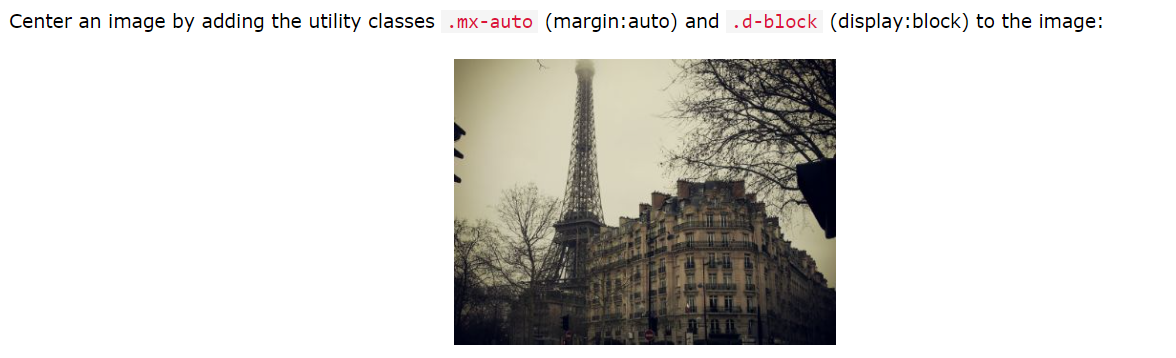 Center an image by adding the utility classes .mx-auto (margin:auto) and .d-block (display:block) to the image: